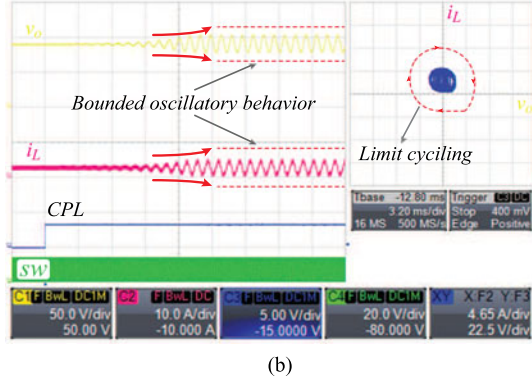 v_o
i_L
Bounded oscillatory behavior
i_L
v_o
Limit cyciling
CPL
SW
Tbase -12.80 ms
3.20 ms/div
16 MS 500 MS/s
Trigger C3 DC
Stop 400 mV
Edge Positive
C1 F BwL DC1M
50.0 V/div
50.00 V
C2 F BwL DC
10.0 A/div
-10.000 A
C3 F BwL DC1M
5.00 V/div
-15.0000 V
C4 F BwL DC1M
20.0 V/div
-80.000 V
XY X:F2 Y:F3
4.65 A/div
22.5 V/div
(b)